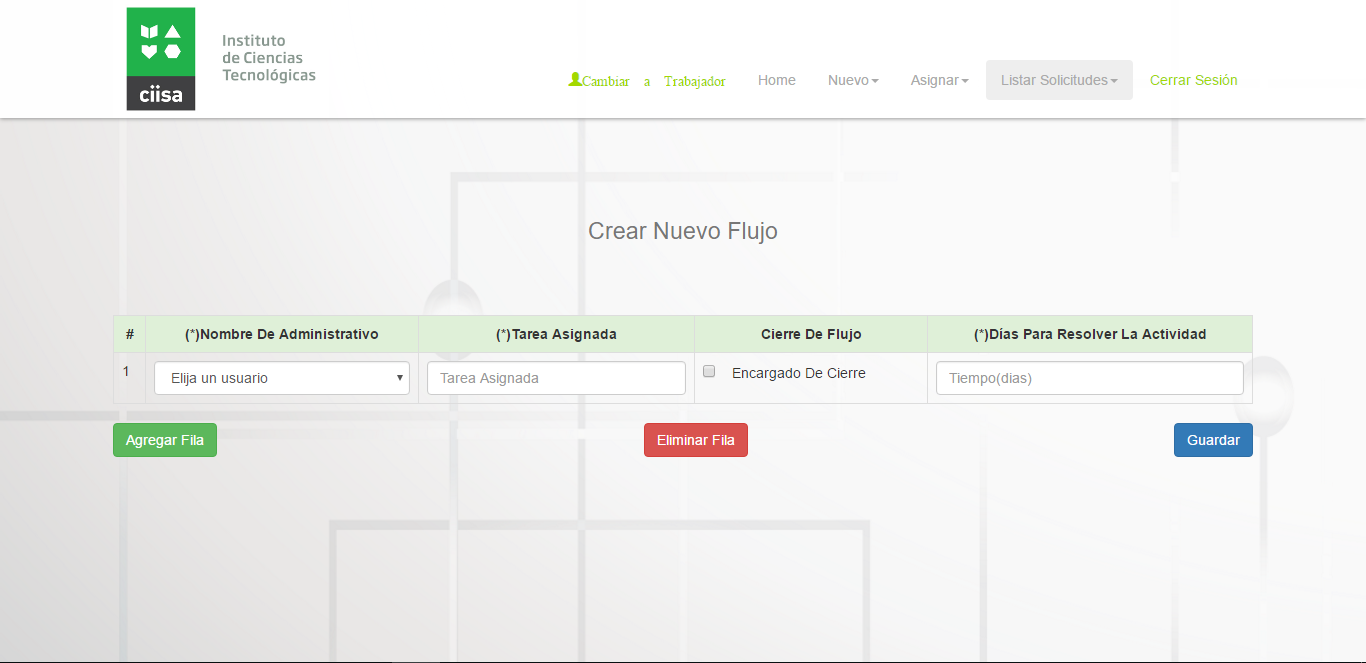 Instituto
de Ciencias
Tecnológicas
ciisa
Cambiar a Trabajador Home Nuevo Asignar Listar Solicitudes Cerrar Sesión
Crear Nuevo Flujo
# (*)Nombre De Administrativo (*)Tarea Asignada Cierre De Flujo (*)Días Para Resolver La Actividad
1 Elija un usuario Tarea Asignada Encargado De Cierre Tiempo(dias)
Agregar Fila Eliminar Fila Guardar